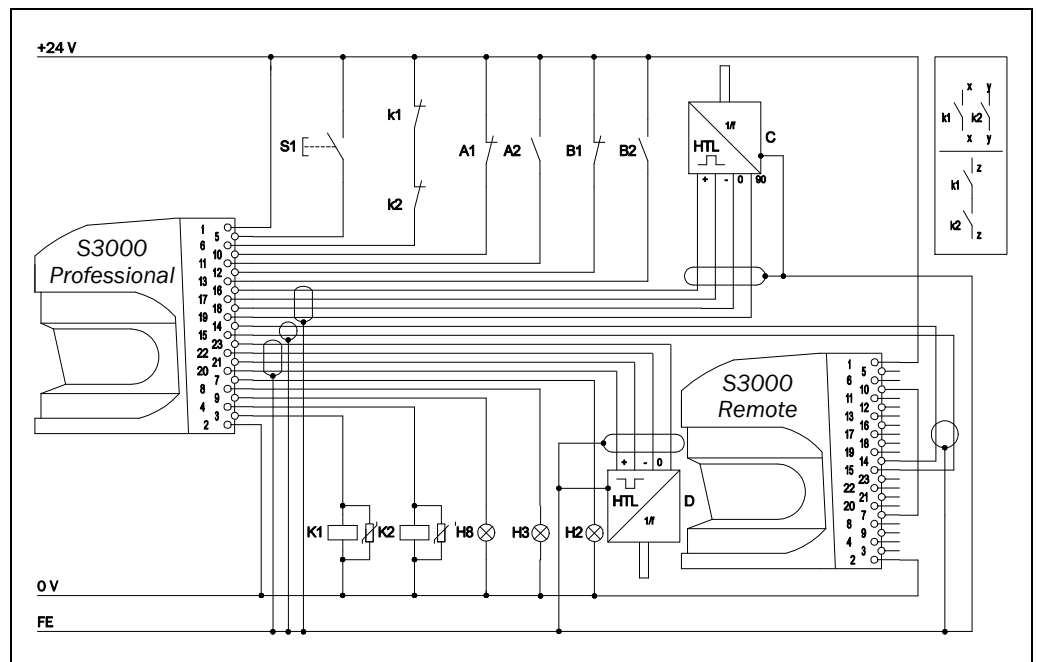 +24 V
x y
k1 k2
x y
z
k1
k2
z
k1
k2
S1
A1 A2
B1 B2
1/f
HTL
C
+ - 0 90
S3000
Professional
1
5
6
10
11
12
13
16
17
18
19
14
15
23
22
21
20
7
8
9
4
3
2
S3000
Remote
1
5
6
10
11
12
13
16
17
18
19
14
15
23
22
21
20
7
8
9
4
3
2
+ - 0
HTL
1/f
D
K1 K2 H8 H3 H2
0 V
FE